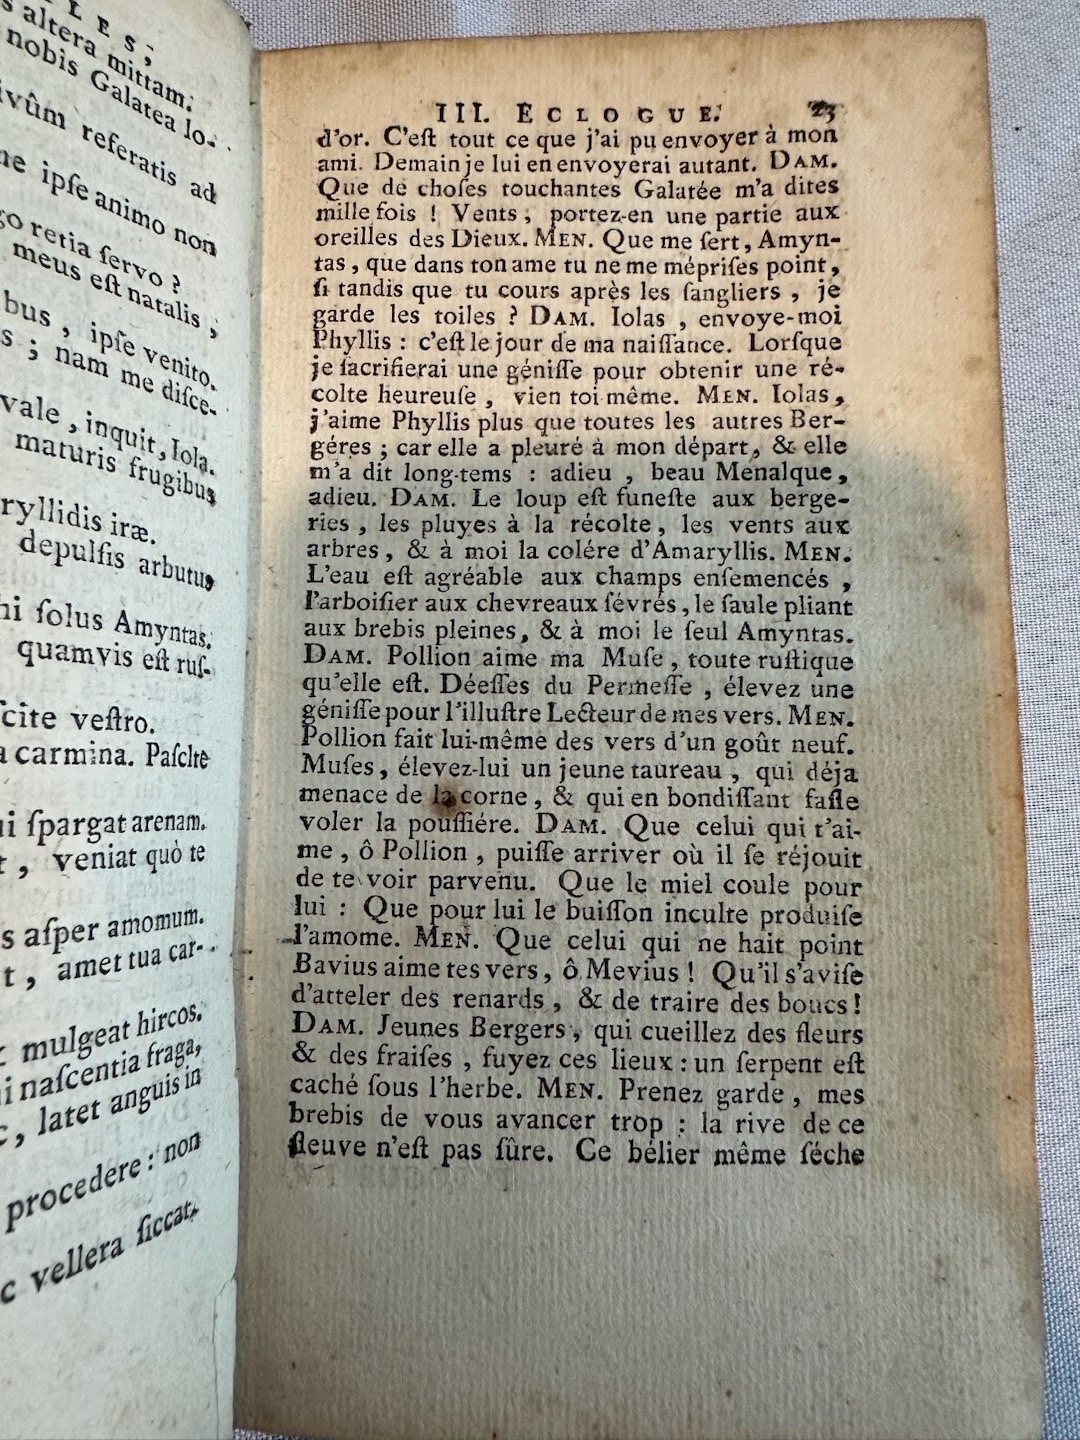 LES,
s altera mittam.
nobis Galatea lo-
ivûm referatis ad
ipſe animo non
go retia ſervo ?
meus eſt natalis ;
bus , ipſe venito.
s ; nam me diſce-
vale , inquit, Iola.
maturis frugibus
ryllidis iræ.
depulſis arbutus
hi ſolus Amyntas.
quamvis eſt ruſ-
ſcite veſtro.
a carmina. Paſcite
ui ſpargat arenam.
t , veniat quò te
s aſper amomum.
t , amet tua car-
t mulgeat hircos.
i naſcentia fraga,
c, latet anguis in
procedere : non
c vellera ſiccat.
III. ECLOGUE. 23
d'or. C'eſt tout ce que j'ai pu envoyer à mon
ami. Demain je lui en envoyerai autant. DAM.
Que de choſes touchantes Galatée m'a dites
mille fois ! Vents , portez-en une partie aux
oreilles des Dieux. MEN. Que me ſert , Amyn-
tas , que dans ton ame tu ne me mépriſes point ,
ſi tandis que tu cours après les ſangliers , je
garde les toiles ? DAM. Iolas , envoye-moi
Phyllis : c'eſt le jour de ma naiſſance. Lorſque
je ſacrifierai une géniſſe pour obtenir une ré-
colte heureuſe , vien toi-même. MEN. Iolas ,
j'aime Phyllis plus que toutes les autres Ber-
géres ; car elle a pleuré à mon départ , & elle
m'a dit long-tems : adieu , beau Menalque ,
adieu. DAM. Le loup eſt funeſte aux berge-
ries , les pluyes à la récolte , les vents aux
arbres , & à moi la colére d'Amaryllis. MEN.
L'eau eſt agréable aux champs enſemencés ,
l'arboiſier aux chevreaux ſévrés , le ſaule pliant
aux brebis pleines , & à moi le ſeul Amyntas.
DAM. Pollion aime ma Muſe , toute ruſtique
qu'elle eſt. Déeſſes du Permeſſe , élevez une
géniſſe pour l'illuſtre Lecteur de mes vers. MEN.
Pollion fait lui-même des vers d'un goût neuf.
Muſes , élevez-lui un jeune taureau , qui déja
menace de la corne , & qui en bondiſſant faſſe
voler la pouſſiére. DAM. Que celui qui t'ai-
me , ô Pollion , puiſſe arriver où il ſe réjouit
de te voir parvenu. Que le miel coule pour
lui : Que pour lui le buiſſon inculte produiſe
l'amome. MEN. Que celui qui ne hait point
Bavius aime tes vers , ô Mevius ! Qu'il s'aviſe
d'atteler des renards , & de traire des boucs !
DAM. Jeunes Bergers , qui cueillez des fleurs
& des fraiſes , fuyez ces lieux : un ſerpent eſt
caché ſous l'herbe. MEN. Prenez garde , mes
brebis de vous avancer trop : la rive de ce
fleuve n'eſt pas ſûre. Ce bélier même ſéche